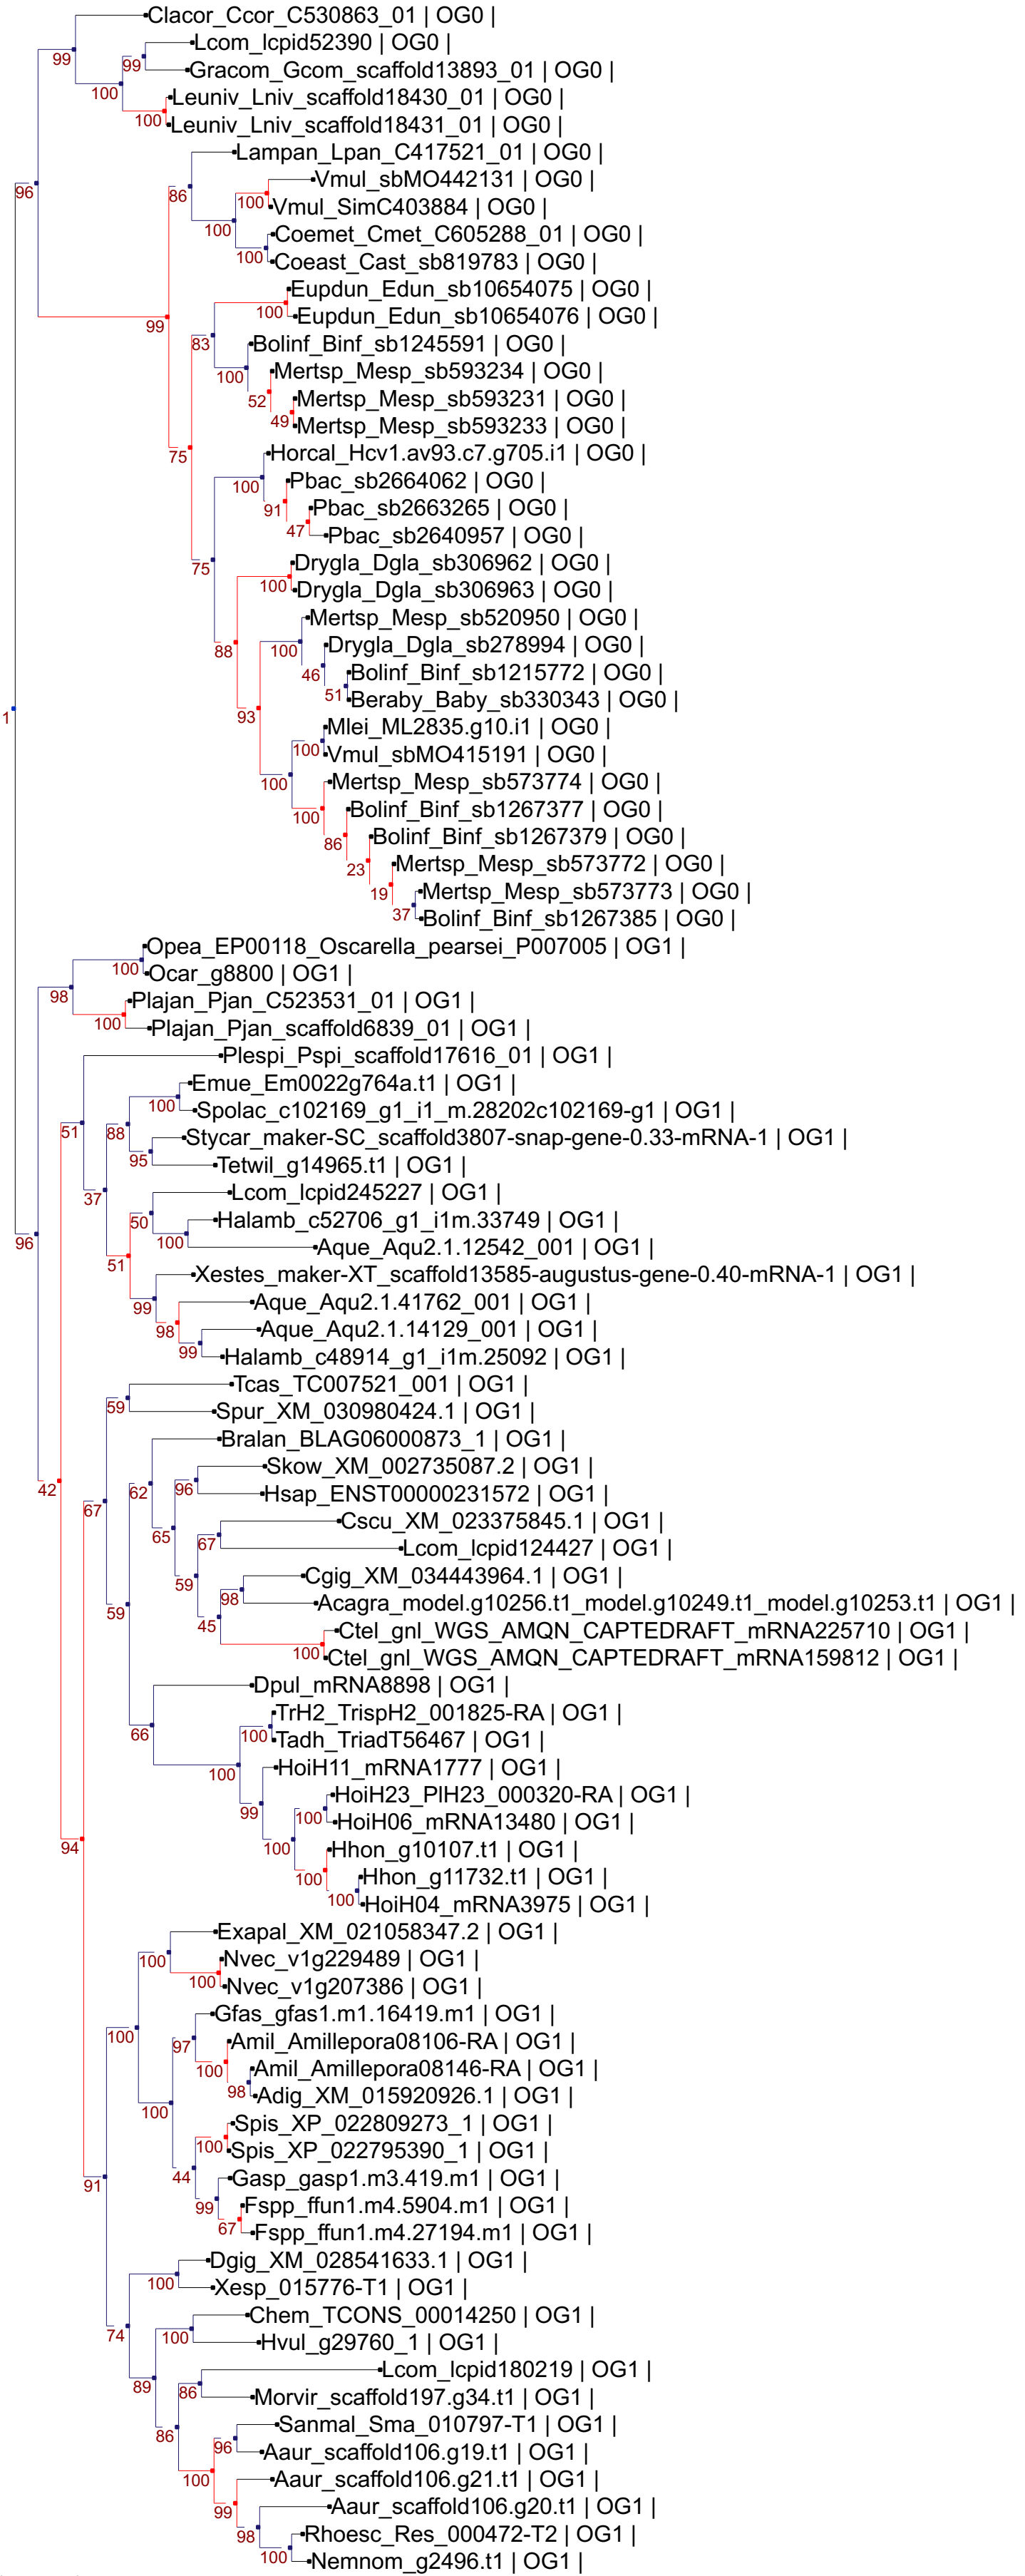 Clacor_Ccor_C530863_01 | OG0 |
Lcom_lcpid52390 | OG0 |
99
99
Gracom_Gcom_scaffold13893_01 | OG0 |
100
Leuniv_Lniv_scaffold18430_01 | OG0 |
100
Leuniv_Lniv_scaffold18431_01 | OG0 |
Lampan_Lpan_C417521_01 | OG0 |
96
86
Vmul_sbMO442131 | OG0 |
100
Vmul_SimC403884 | OG0 |
100
Coemet_Cmet_C605288_01 | OG0 |
100
Coeast_Cast_sb819783 | OG0 |
Eupdun_Edun_sb10654075 | OG0 |
100
99
Eupdun_Edun_sb10654076 | OG0 |
83
Bolinf_Binf_sb1245591 | OG0 |
100
Mertsp_Mesp_sb593234 | OG0 |
52
Mertsp_Mesp_sb593231 | OG0 |
49
Mertsp_Mesp_sb593233 | OG0 |
75
Horcal_Hcv1.av93.c7.g705.i1 | OG0 |
100
Pbac_sb2664062 | OG0 |
91
Pbac_sb2663265 | OG0 |
47
Pbac_sb2640957 | OG0 |
75
Drygla_Dgla_sb306962 | OG0 |
100
Drygla_Dgla_sb306963 | OG0 |
Mertsp_Mesp_sb520950 | OG0 |
88
100
Drygla_Dgla_sb278994 | OG0 |
46
Bolinf_Binf_sb1215772 | OG0 |
51
Beraby_Baby_sb330343 | OG0 |
1
93
Mlei_ML2835.g10.i1 | OG0 |
100
Vmul_sbMO415191 | OG0 |
100
Mertsp_Mesp_sb573774 | OG0 |
100
Bolinf_Binf_sb1267377 | OG0 |
86
Bolinf_Binf_sb1267379 | OG0 |
23
Mertsp_Mesp_sb573772 | OG0 |
19
Mertsp_Mesp_sb573773 | OG0 |
37
Bolinf_Binf_sb1267385 | OG0 |
Opea_EP00118_Oscarella_pearsei_P007005 | OG1 |
100
Ocar_g8800 | OG1 |
98
Plajan_Pjan_C523531_01 | OG1 |
100
Plajan_Pjan_scaffold6839_01 | OG1 |
Plespi_Pspi_scaffold17616_01 | OG1 |
Emue_Em0022g764a.t1 | OG1 |
100
Spolac_c102169_g1_i1_m.28202c102169-g1 | OG1 |
51
88
Stycar_maker-SC_scaffold3807-snap-gene-0.33-mRNA-1 | OG1 |
95
Tetwil_g14965.t1 | OG1 |
37
Lcom_lcpid245227 | OG1 |
50
Halamb_c52706_g1_i1m.33749 | OG1 |
96
100
Aque_Aqu2.1.12542_001 | OG1 |
51
Xestes_maker-XT_scaffold13585-augustus-gene-0.40-mRNA-1 | OG1 |
99
Aque_Aqu2.1.41762_001 | OG1 |
98
Aque_Aqu2.1.14129_001 | OG1 |
99
Halamb_c48914_g1_i1m.25092 | OG1 |
Tcas_TC007521_001 | OG1 |
59
Spur_XM_030980424.1 | OG1 |
Bralan_BLAG06000873_1 | OG1 |
Skow_XM_002735087.2 | OG1 |
42
62
96
Hsap_ENST00000231572 | OG1 |
67
Cscu_XM_023375845.1 | OG1 |
65
67
Lcom_lcpid124427 | OG1 |
Cgig_XM_034443964.1 | OG1 |
59
98
Acagra_model.g10256.t1_model.g10249.t1_model.g10253.t1 | OG1 |
59
45
Ctel_gnl_WGS_AMQN_CAPTEDRAFT_mRNA225710 | OG1 |
100
Ctel_gnl_WGS_AMQN_CAPTEDRAFT_mRNA159812 | OG1 |
Dpul_mRNA8898 | OG1 |
TrH2_TrispH2_001825-RA | OG1 |
66
100
Tadh_TriadT56467 | OG1 |
100
HoiH11_mRNA1777 | OG1 |
HoiH23_PlH23_000320-RA | OG1 |
99
100
HoiH06_mRNA13480 | OG1 |
94
100
Hhon_g10107.t1 | OG1 |
100
Hhon_g11732.t1 | OG1 |
100
HoiH04_mRNA3975 | OG1 |
Exapal_XM_021058347.2 | OG1 |
100
Nvec_v1g229489 | OG1 |
100
Nvec_v1g207386 | OG1 |
Gfas_gfas1.m1.16419.m1 | OG1 |
100
97
Amil_Amillepora08106-RA | OG1 |
100
Amil_Amillepora08146-RA | OG1 |
98
Adig_XM_015920926.1 | OG1 |
100
Spis_XP_022809273_1 | OG1 |
100
Spis_XP_022795390_1 | OG1 |
44
Gasp_gasp1.m3.419.m1 | OG1 |
91
99
Fspp_ffun1.m4.5904.m1 | OG1 |
67
Fspp_ffun1.m4.27194.m1 | OG1 |
Dgig_XM_028541633.1 | OG1 |
100
Xesp_015776-T1 | OG1 |
Chem_TCONS_00014250 | OG1 |
74
100
Hvul_g29760_1 | OG1 |
Lcom_lcpid180219 | OG1 |
89
86
Morvir_scaffold197.g34.t1 | OG1 |
Sanmal_Sma_010797-T1 | OG1 |
86
96
Aaur_scaffold106.g19.t1 | OG1 |
100
Aaur_scaffold106.g21.t1 | OG1 |
99
Aaur_scaffold106.g20.t1 | OG1 |
98
Rhoesc_Res_000472-T2 | OG1 |
100
Nemnom_g2496.t1 | OG1 |